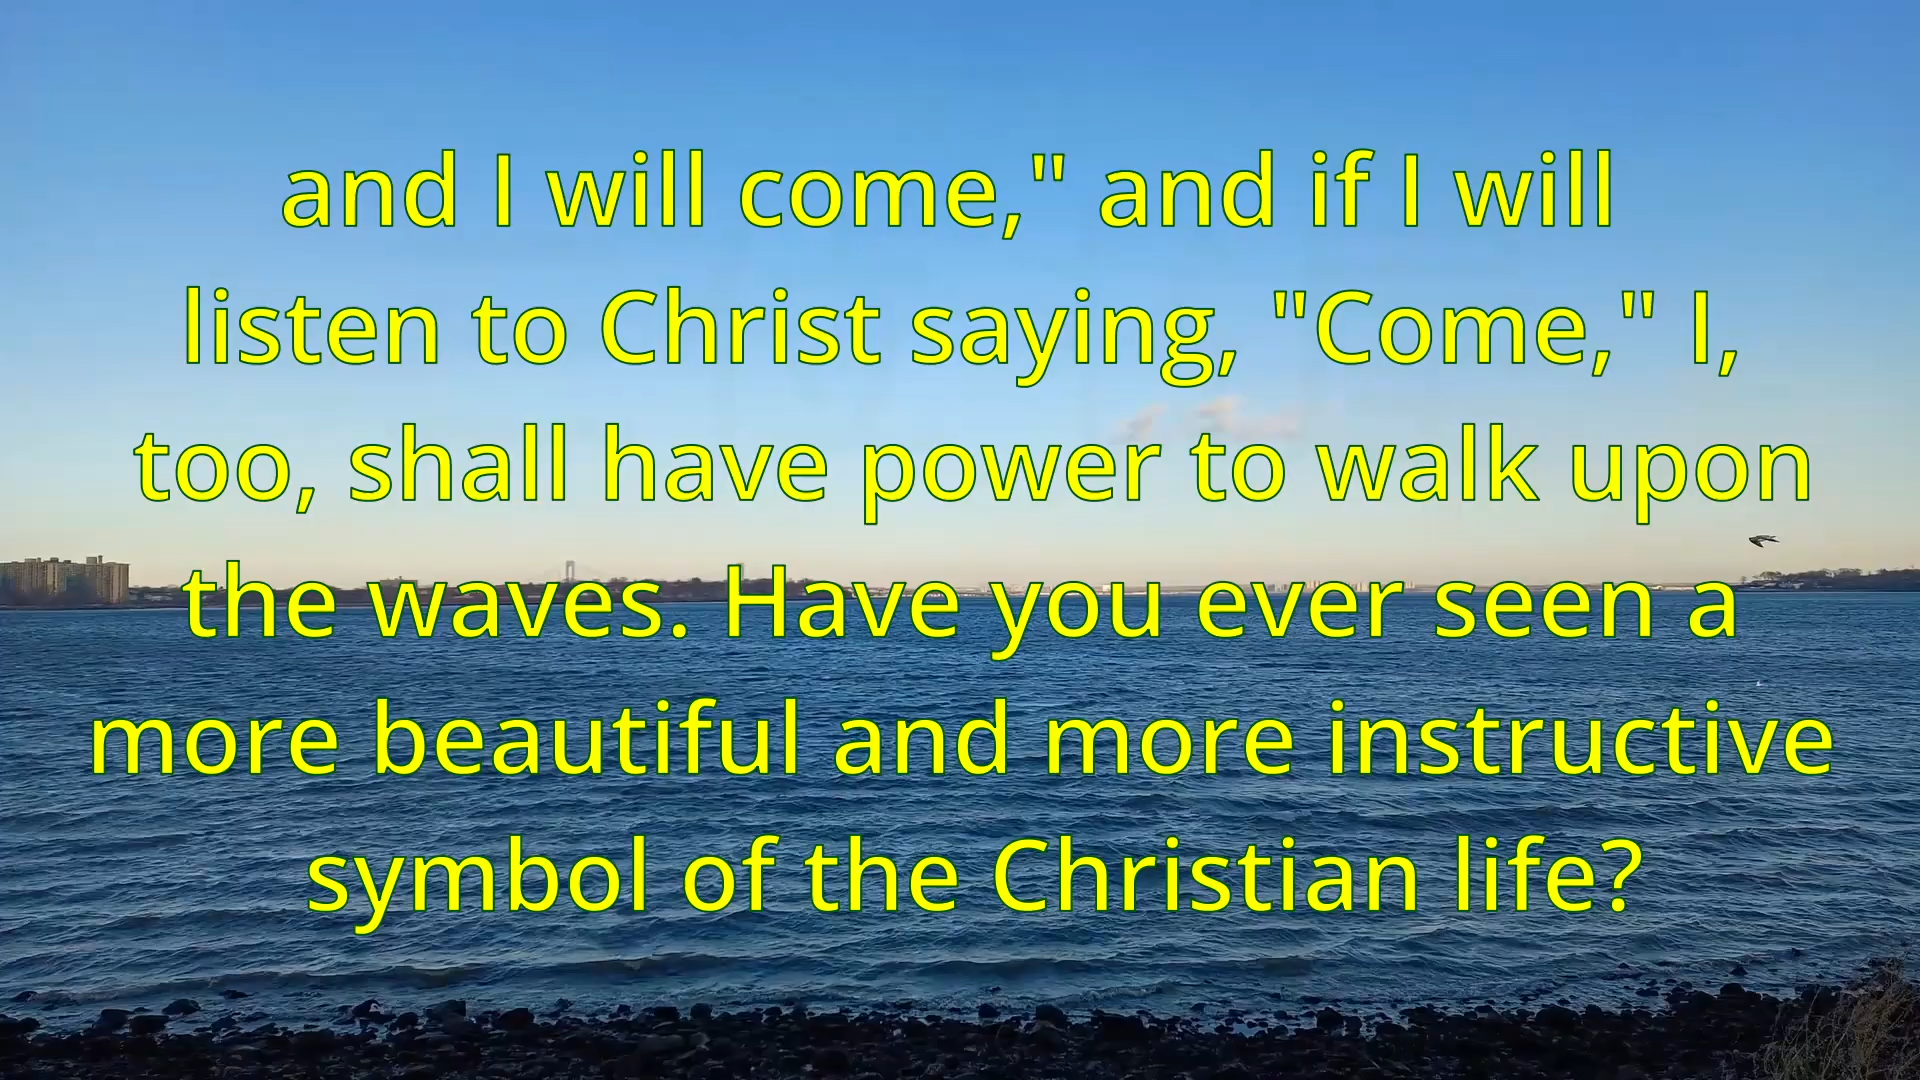 and I will come," and if I will
listen to Christ saying, "Come," I,
too, shall have power to walk upon
the waves. Have you ever seen a
more beautiful and more instructive
symbol of the Christian life?